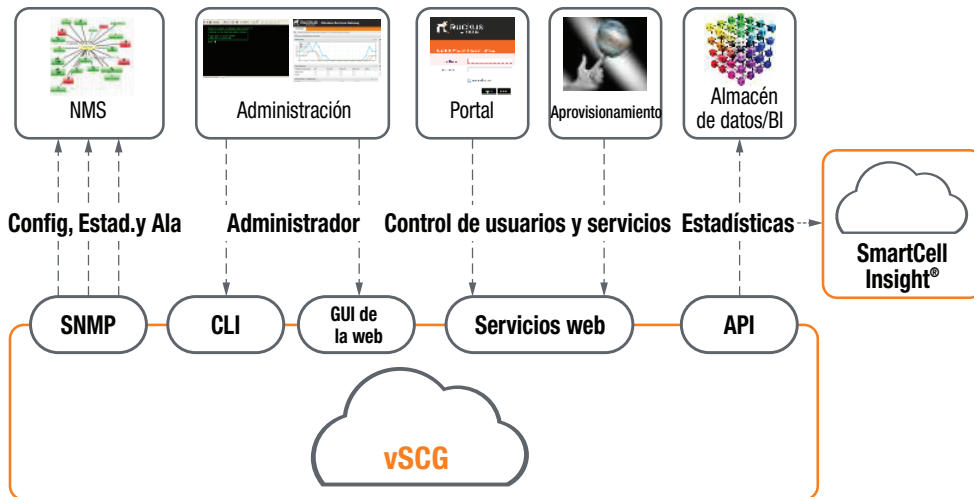 NMS
Administración
Ruckus
Portal
Aprovisionamiento
Almacén
de datos/BI
Config, Estad.y Ala
Administrador
Control de usuarios y servicios
Estadísticas
SmartCell
Insight®
SNMP
CLI
GUI de
la web
Servicios web
API
vSCG